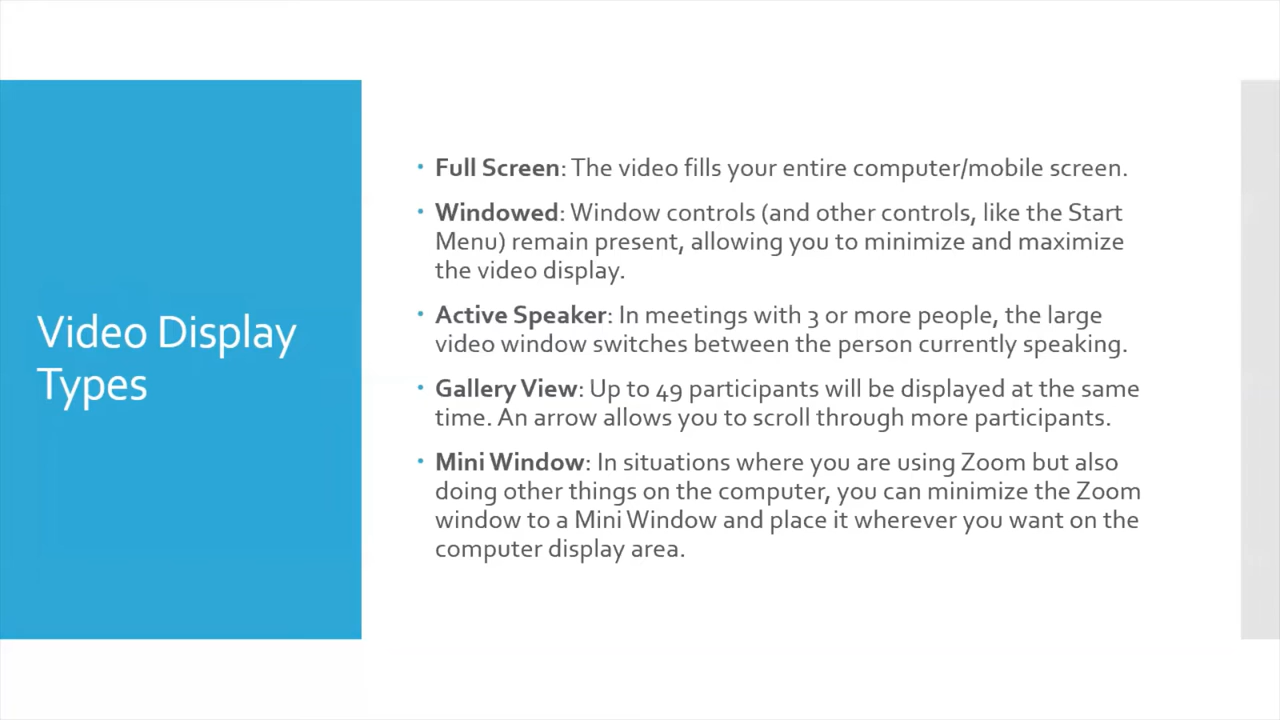 Video Display
Types
• Full Screen: The video fills your entire computer/mobile screen.
• Windowed: Window controls (and other controls, like the Start
Menu) remain present, allowing you to minimize and maximize
the video display.
• Active Speaker: In meetings with 3 or more people, the large
video window switches between the person currently speaking.
• Gallery View: Up to 49 participants will be displayed at the same
time. An arrow allows you to scroll through more participants.
• Mini Window: In situations where you are using Zoom but also
doing other things on the computer, you can minimize the Zoom
window to a Mini Window and place it wherever you want on the
computer display area.